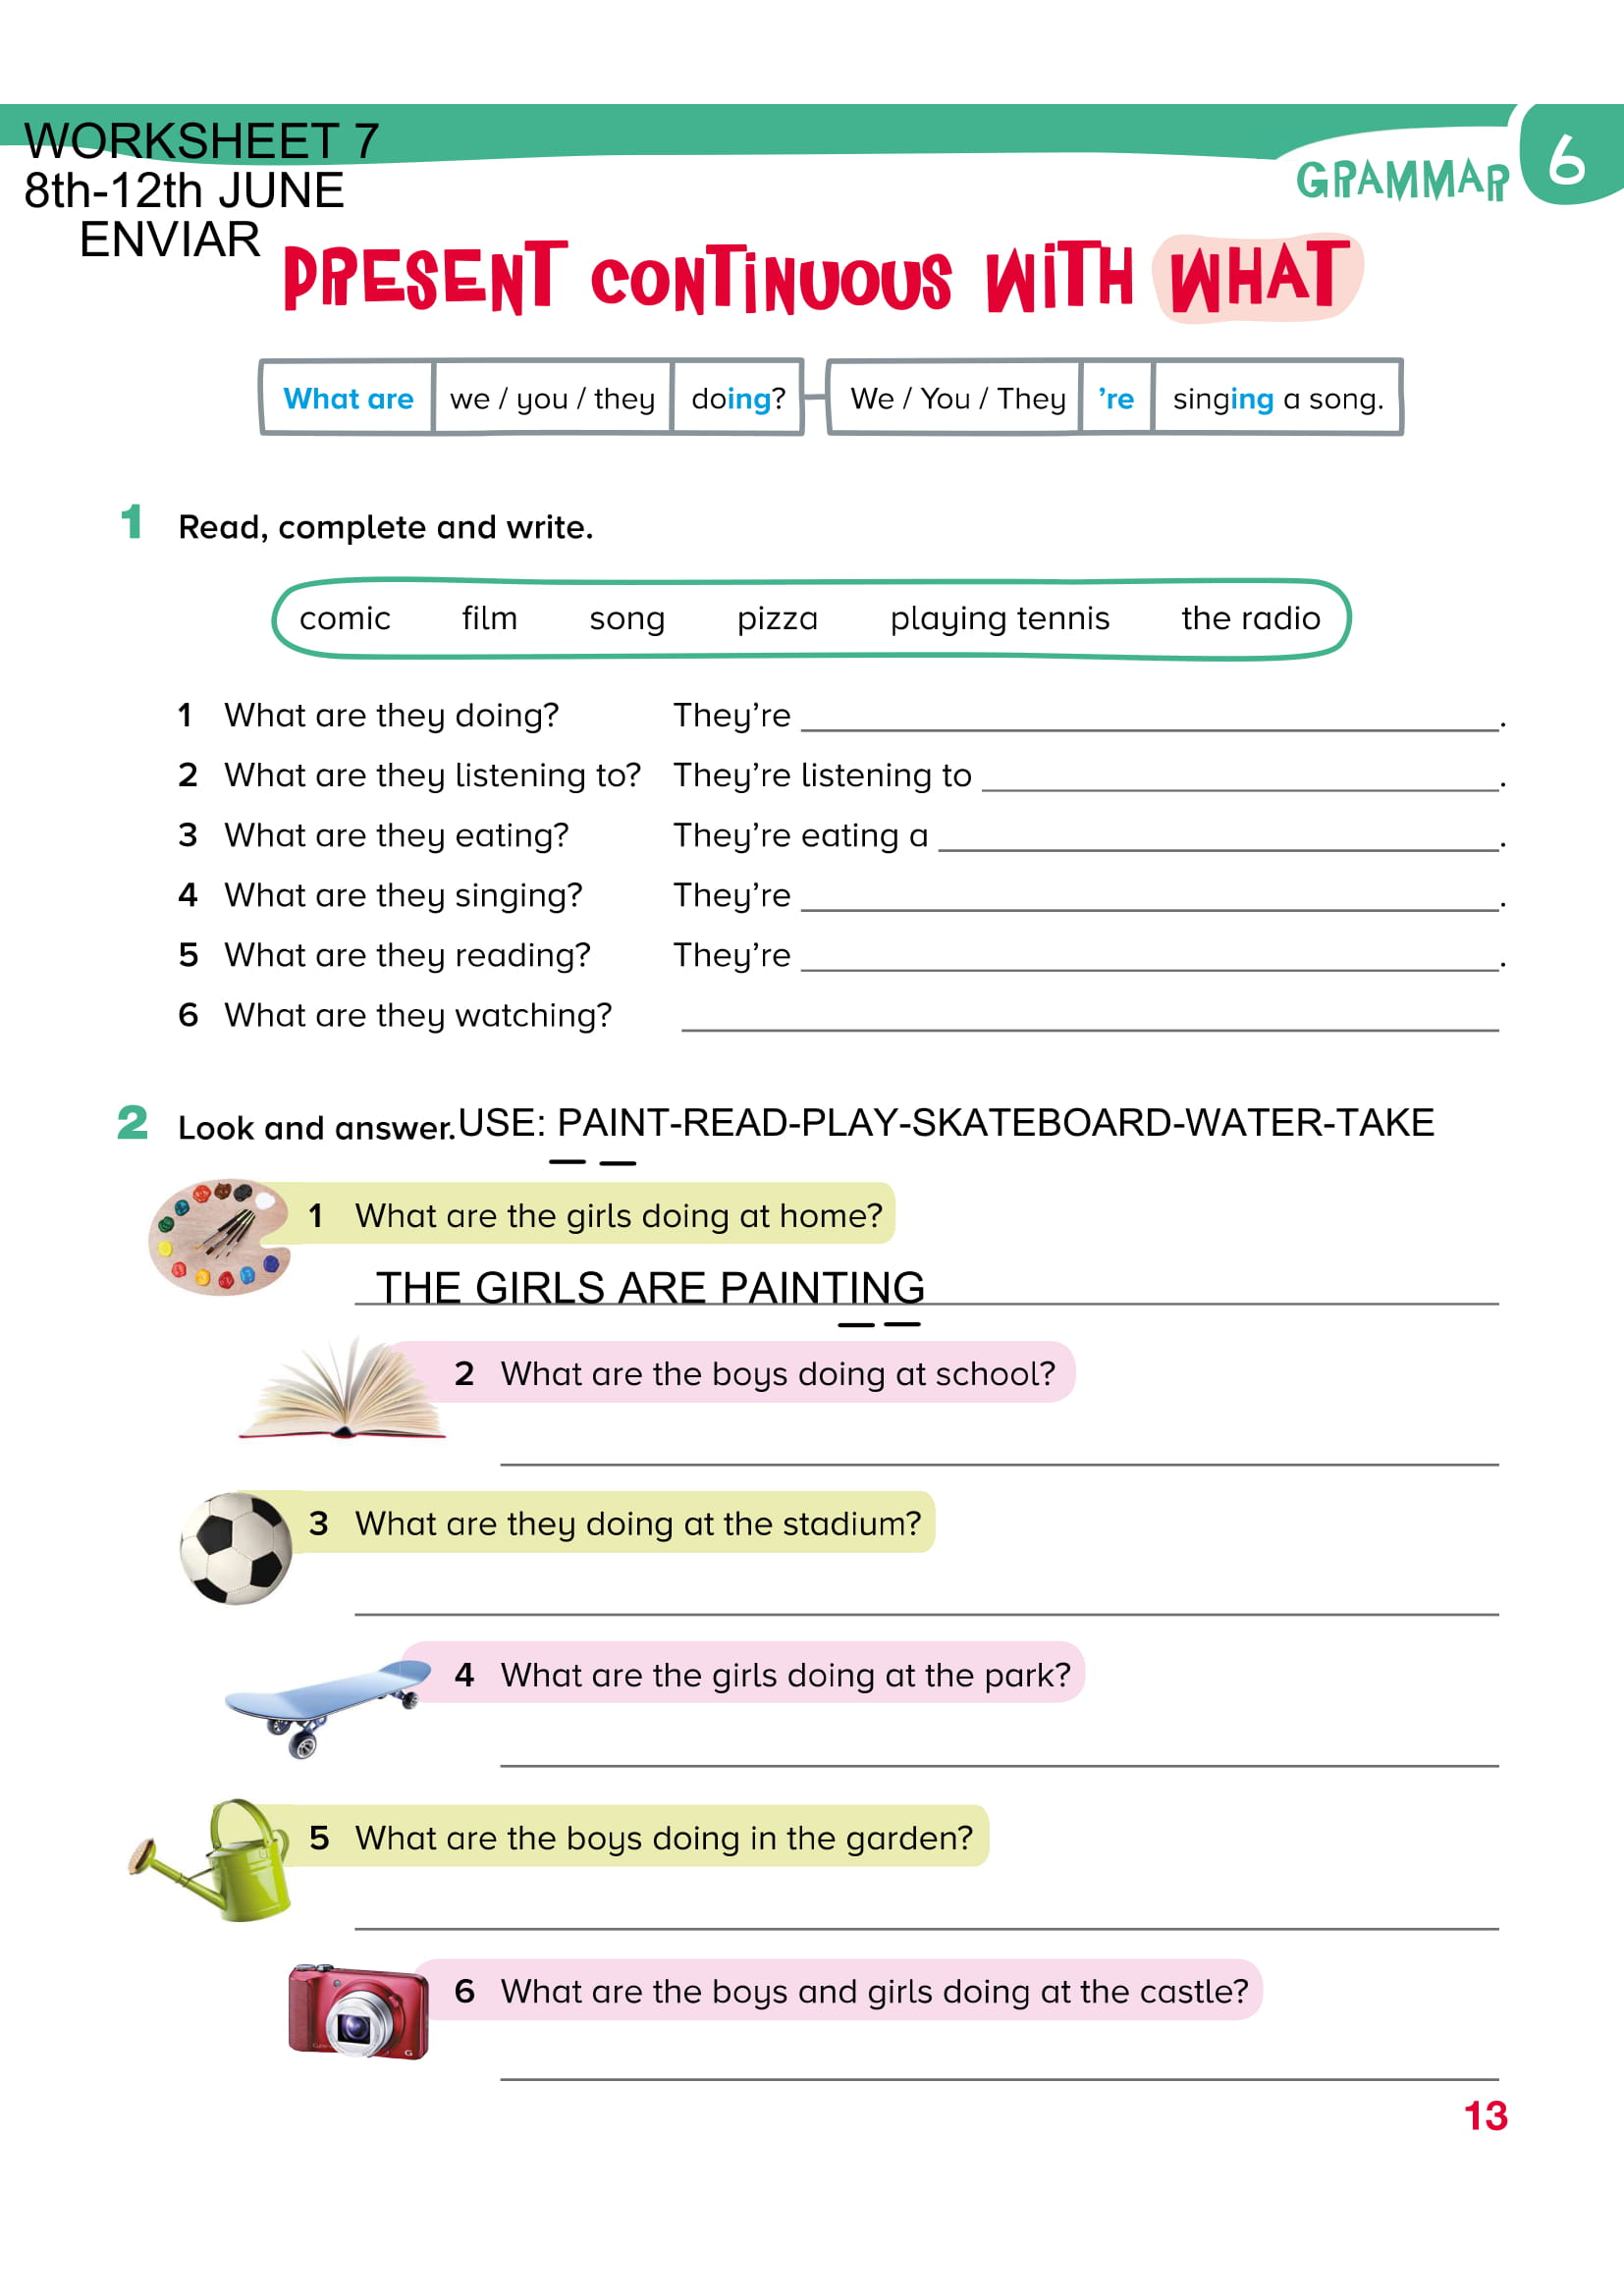 WORKSHEET 7
8th-12th JUNE
ENVIAR
GRAMMAR 6
PRESENT CONTINUOUS WITH WHAT
What are we / you / they doing? We / You / They 're singing a song.
1 Read, complete and write.
comic film song pizza playing tennis the radio
1 What are they doing? They're ______.
2 What are they listening to? They're listening to ______.
3 What are they eating? They're eating a ______.
4 What are they singing? They're ______.
5 What are they reading? They're ______.
6 What are they watching? ______
2 Look and answer. USE: PAINT-READ-PLAY-SKATEBOARD-WATER-TAKE
1 What are the girls doing at home?
THE GIRLS ARE PAINTING
2 What are the boys doing at school?
3 What are they doing at the stadium?
4 What are the girls doing at the park?
5 What are the boys doing in the garden?
6 What are the boys and girls doing at the castle?
13